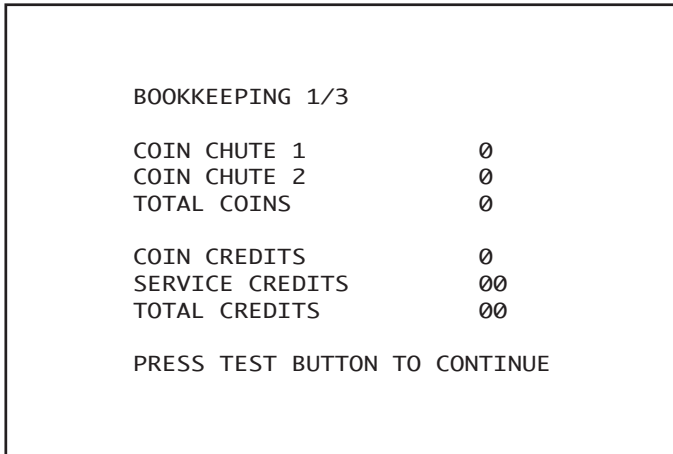 BOOKKEEPING 1/3
COIN CHUTE 1 0
COIN CHUTE 2 0
TOTAL COINS 0
COIN CREDITS 0
SERVICE CREDITS 00
TOTAL CREDITS 00
PRESS TEST BUTTON TO CONTINUE